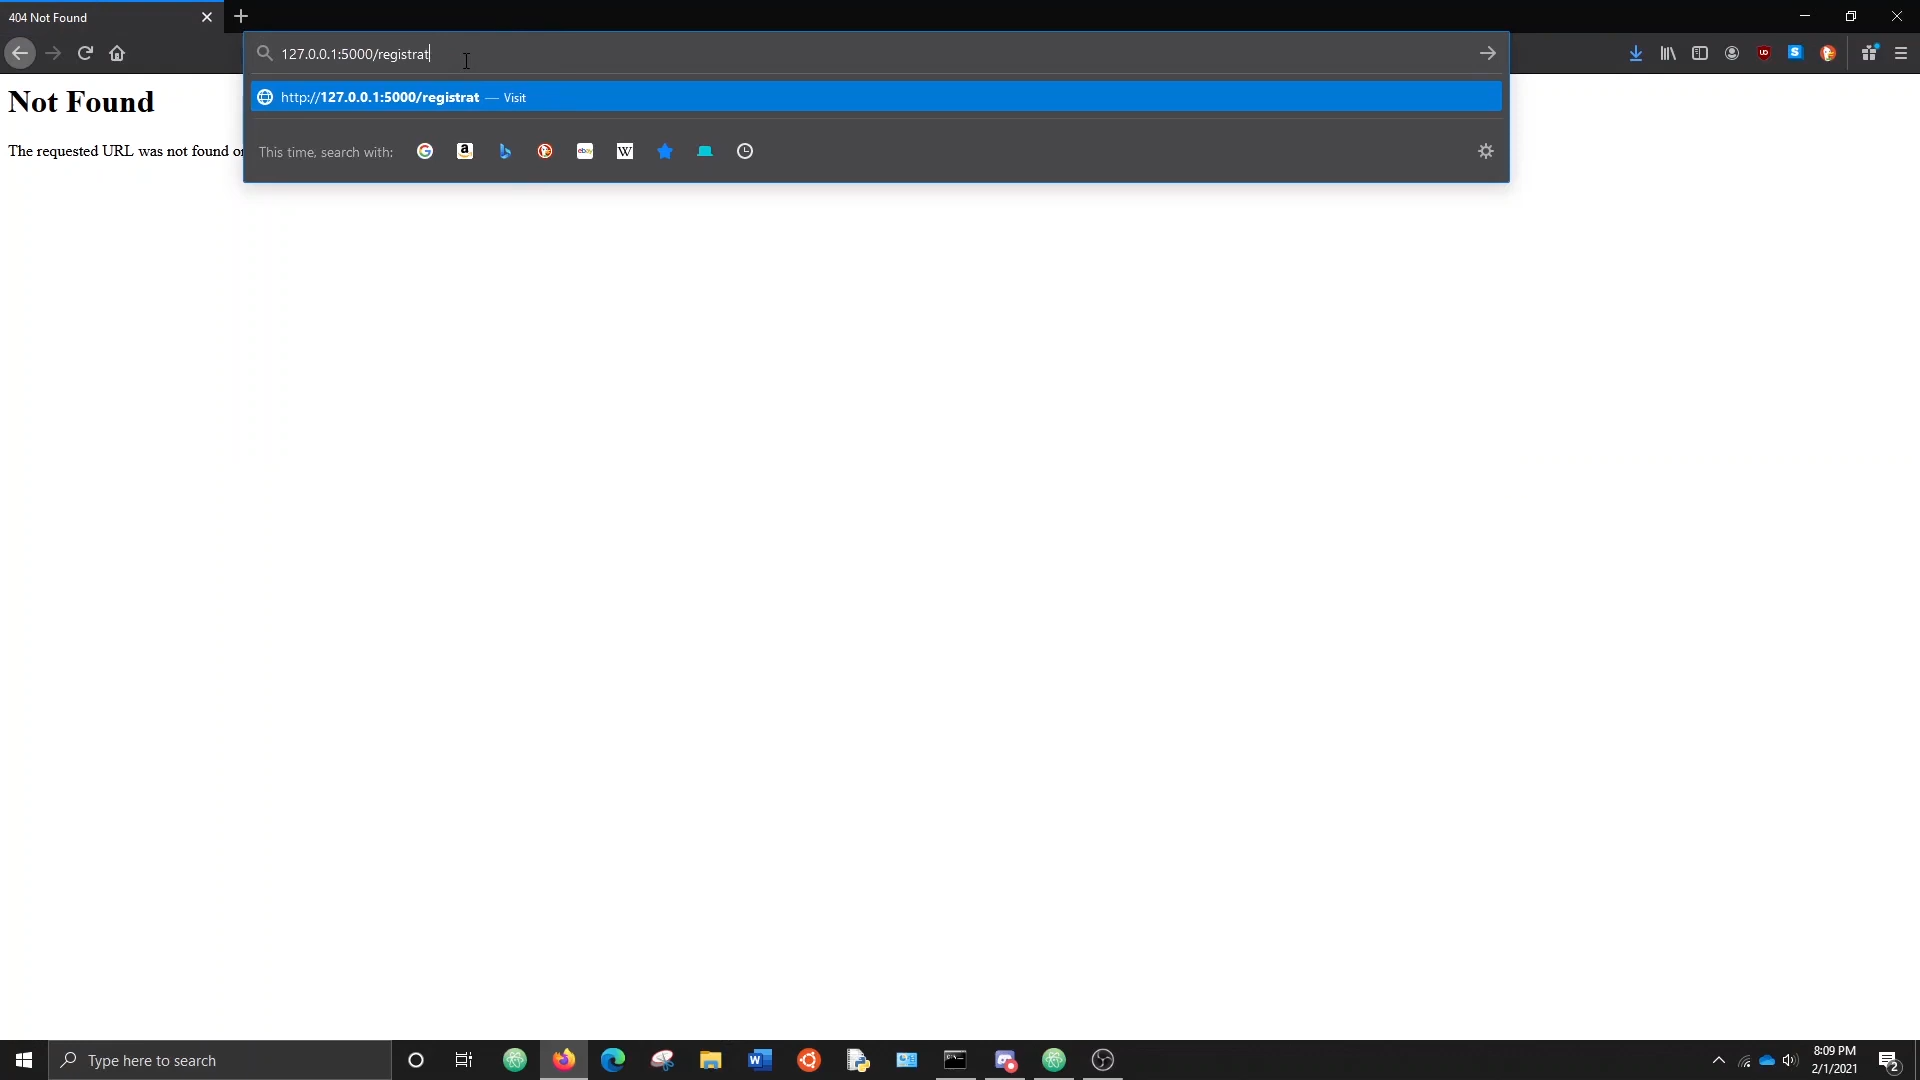 404 Not Found
127.0.0.1:5000/registrat
http://127.0.0.1:5000/registrat — Visit
Not Found
The requested URL was not found o
This time, search with:
Type here to search
8:09 PM
2/1/2021
2